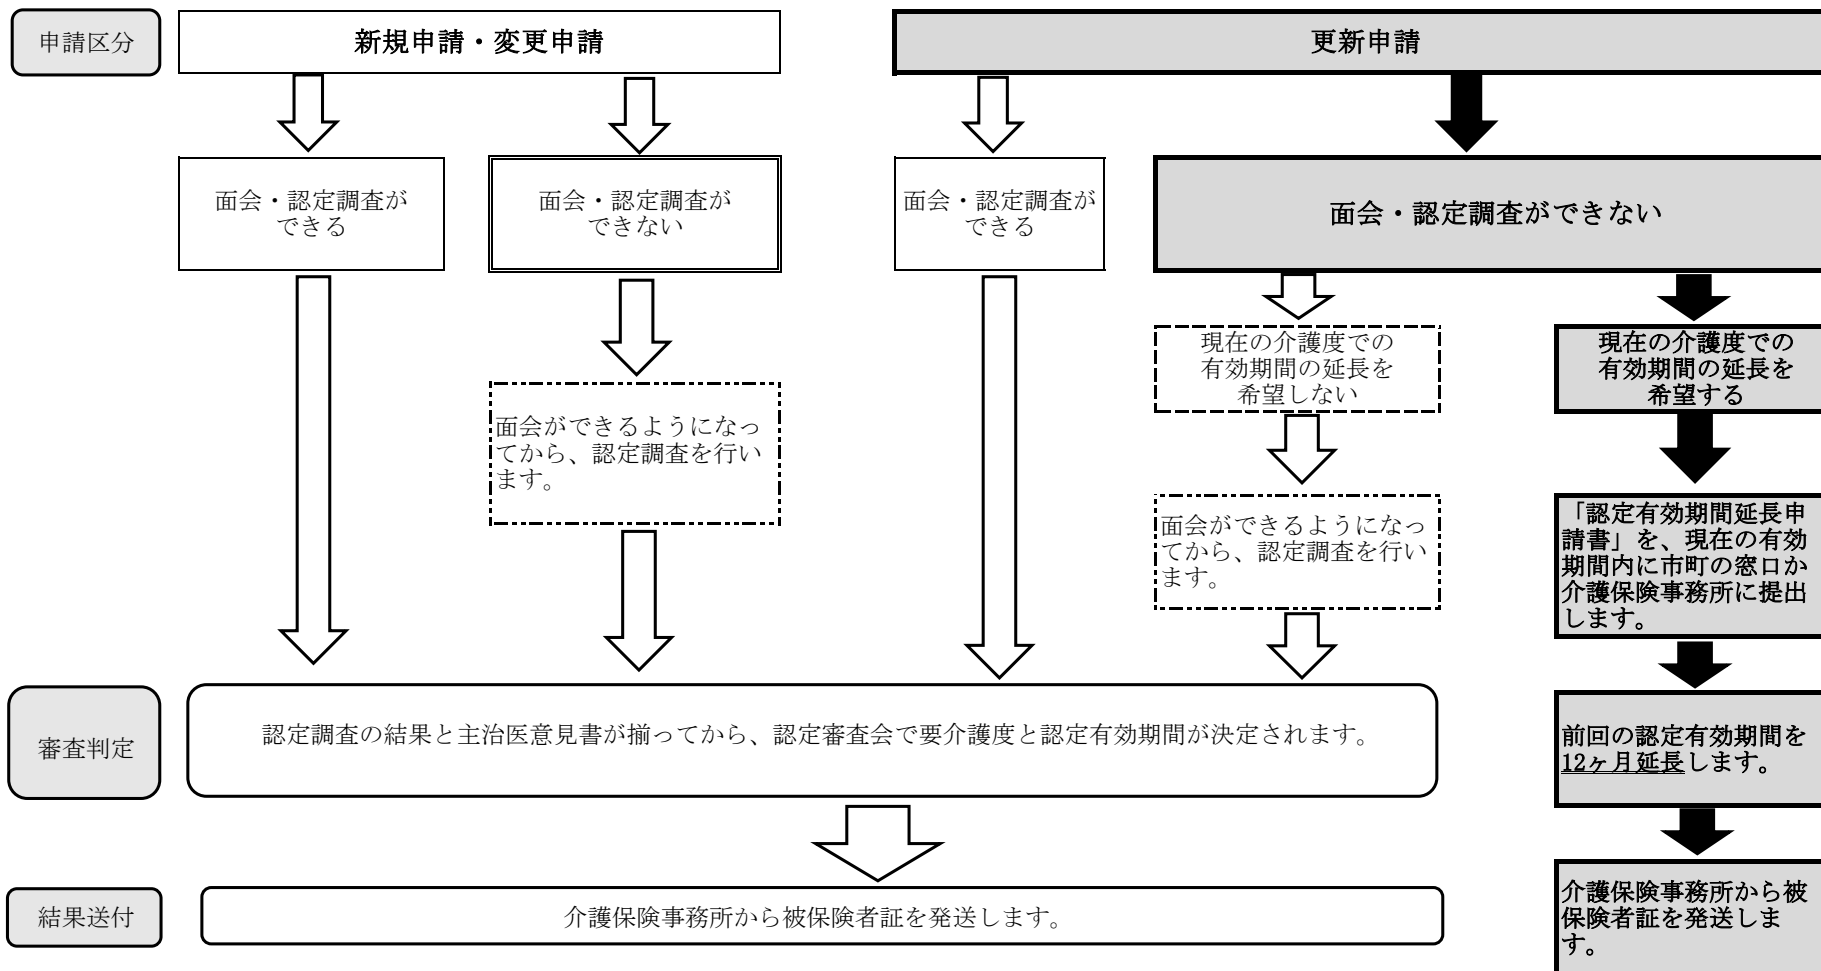 申請区分
新規申請・変更申請
更新申請
面会・認定調査が
できる
面会・認定調査が
できない
面会・認定調査が
できる
面会・認定調査ができない
現在の介護度での
有効期間の延長を
希望しない
現在の介護度での
有効期間の延長を
希望する
面会ができるようになっ
てから、認定調査を行い
ます。
面会ができるようになっ
てから、認定調査を行い
ます。
「認定有効期間延長申
請書」を、現在の有効
期間内に市町の窓口か
介護保険事務所に提出
します。
審査判定
認定調査の結果と主治医意見書が揃ってから、認定審査会で要介護度と認定有効期間が決定されます。
前回の認定有効期間を
12ヶ月延長します。
結果送付
介護保険事務所から被保険者証を発送します。
介護保険事務所から被
保険者証を発送しま
す。